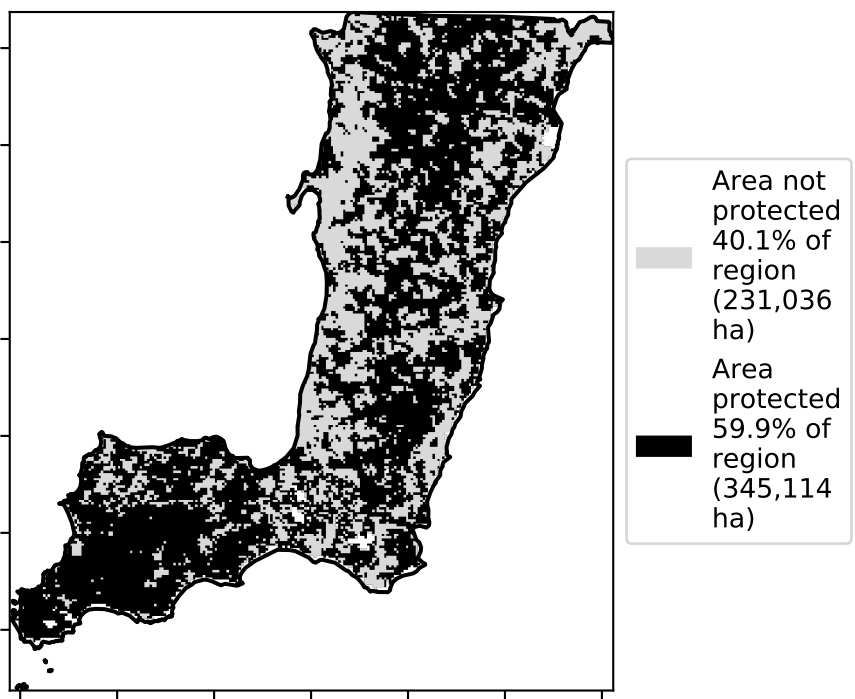 Area not
protected
40.1% of
region
(231,036
ha)
Area
protected
59.9% of
region
(345,114
ha)